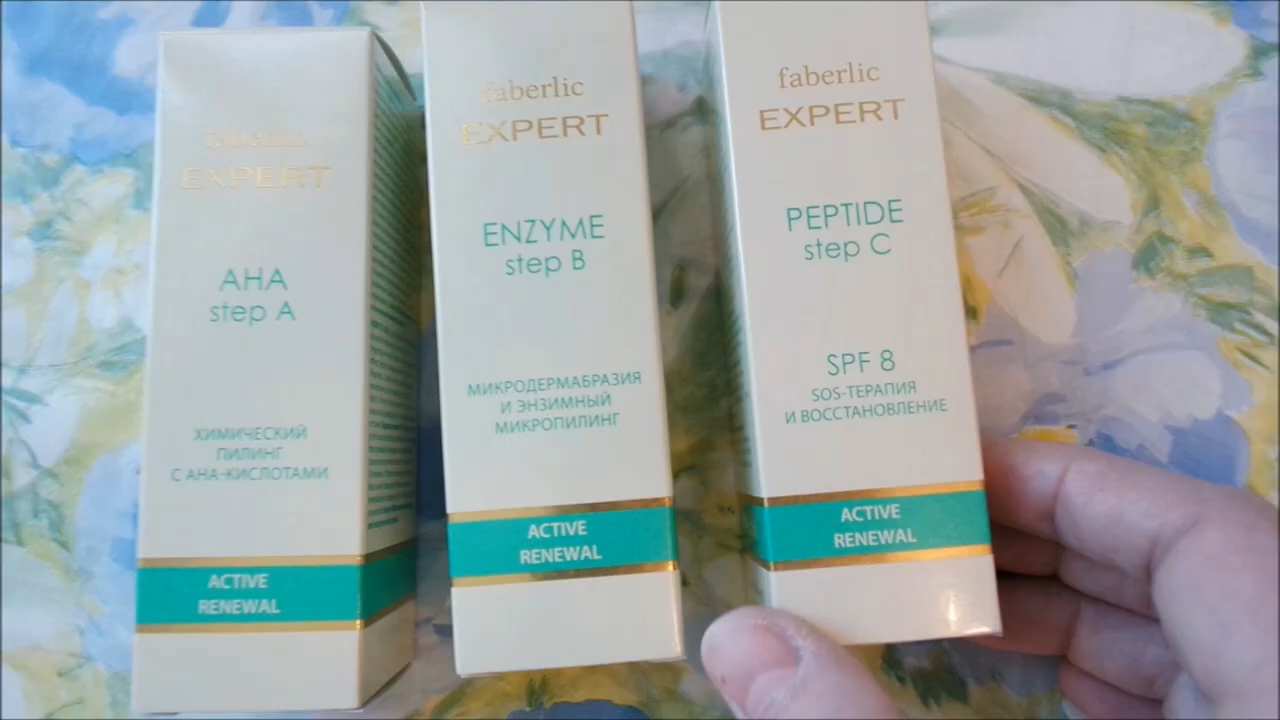 faberlic
EXPERT
AHA
step A
ХИМИЧЕСКИЙ
ПИЛИНГ
С АНА-КИСЛОТАМИ
ACTIVE
RENEWAL
faberlic
EXPERT
ENZYME
step B
МИКРОДЕРМАБРАЗИЯ
И ЭНЗИМНЫЙ
МИКРОПИЛИНГ
ACTIVE
RENEWAL
faberlic
EXPERT
PEPTIDE
step C
SPF 8
SOS-ТЕРАПИЯ
И ВОССТАНОВЛЕНИЕ
ACTIVE
RENEWAL